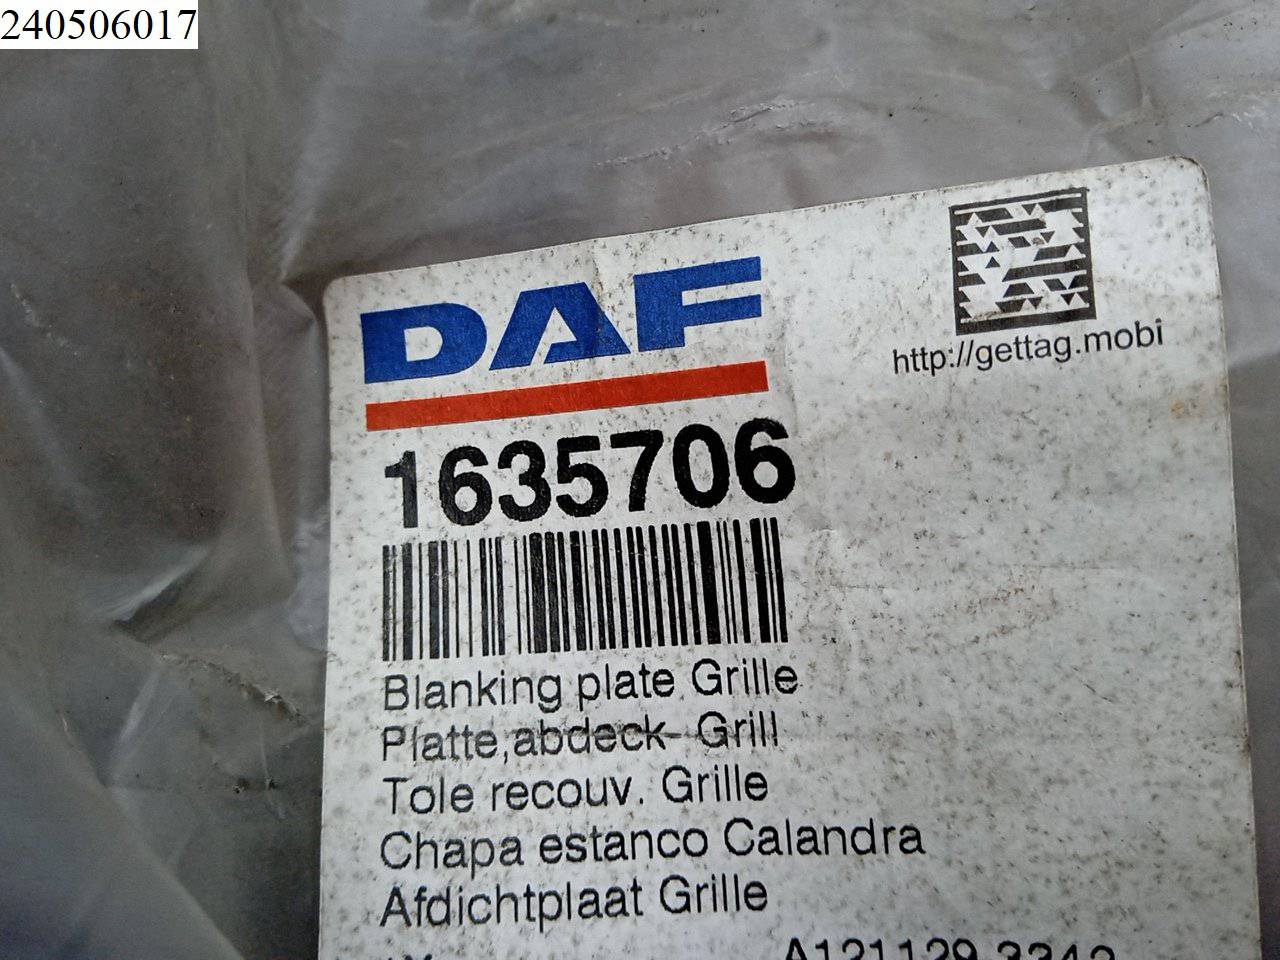 240506017
DAF
http://gettag.mobi
1635706
Blanking plate Grille
Platte,abdeck- Grill
Tole recouv. Grille
Chapa estanco Calandra
Afdichtplaat Grille